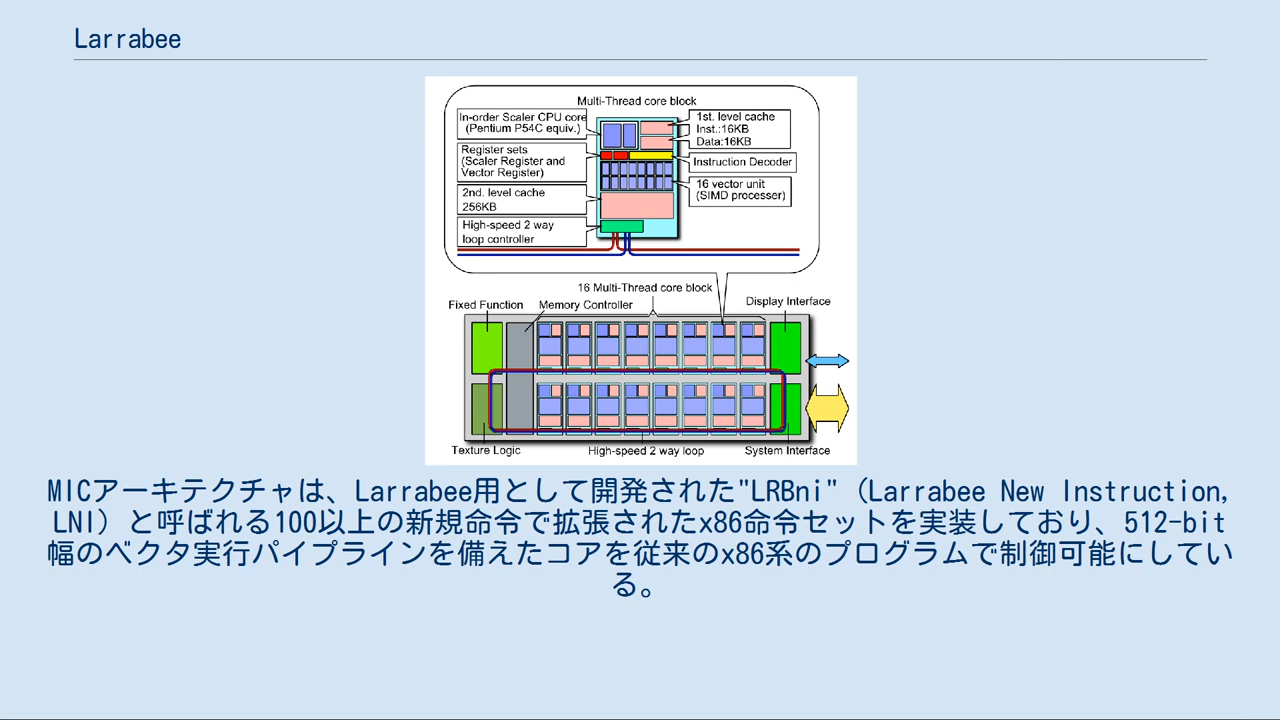 Larrabee
Multi-Thread core block
In-order Scaler CPU core
(Pentium P54C equiv.)
Register sets
(Scaler Register and
Vector Register)
2nd. level cache
256KB
High-speed 2 way
loop controller
1st. level cache
Inst.:16KB
Data:16KB
Instruction Decoder
16 vector unit
(SIMD processor)
16 Multi-Thread core block
Fixed Function
Memory Controller
Display Interface
Texture Logic
High-speed 2 way loop
System Interface
MICアーキテクチャは、Larrabee用として開発された"LRBni"（Larrabee New Instruction,
LNI）と呼ばれる100以上の新規命令で拡張されたx86命令セットを実装しており、512-bit
幅のベクタ実行パイプラインを備えたコアを従来のx86系のプログラムで制御可能にしてい
る。